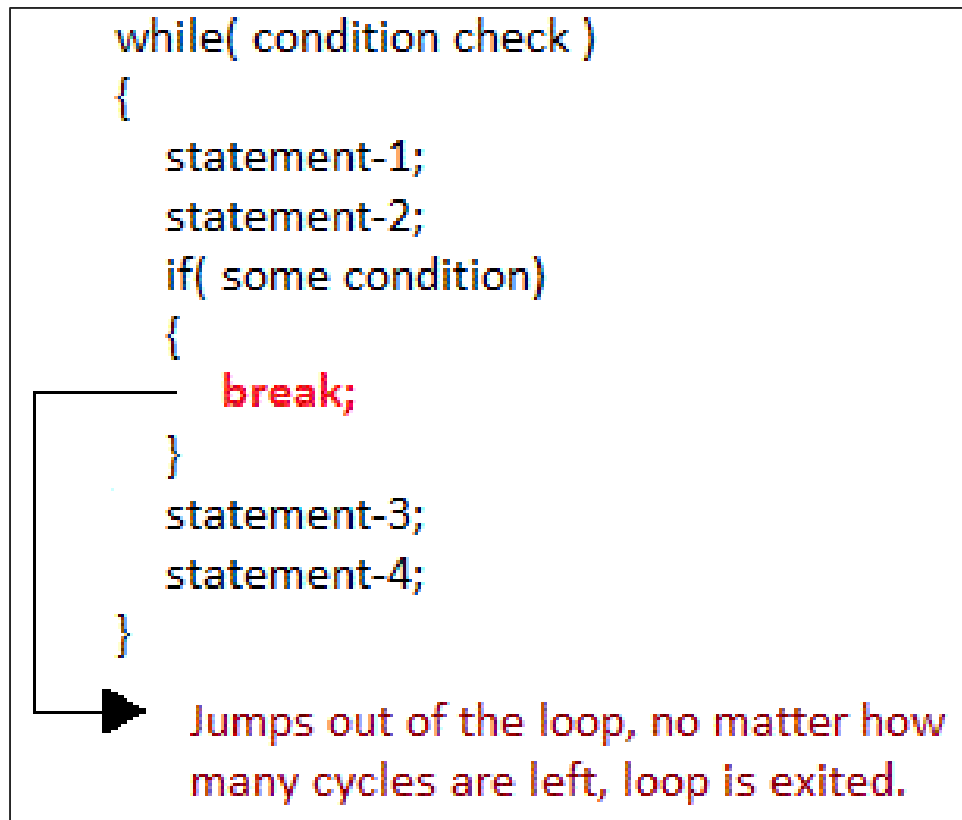 while( condition check )
{
statement-1;
statement-2;
if( some condition)
{
break;
}
statement-3;
statement-4;
}
Jumps out of the loop, no matter how
many cycles are left, loop is exited.